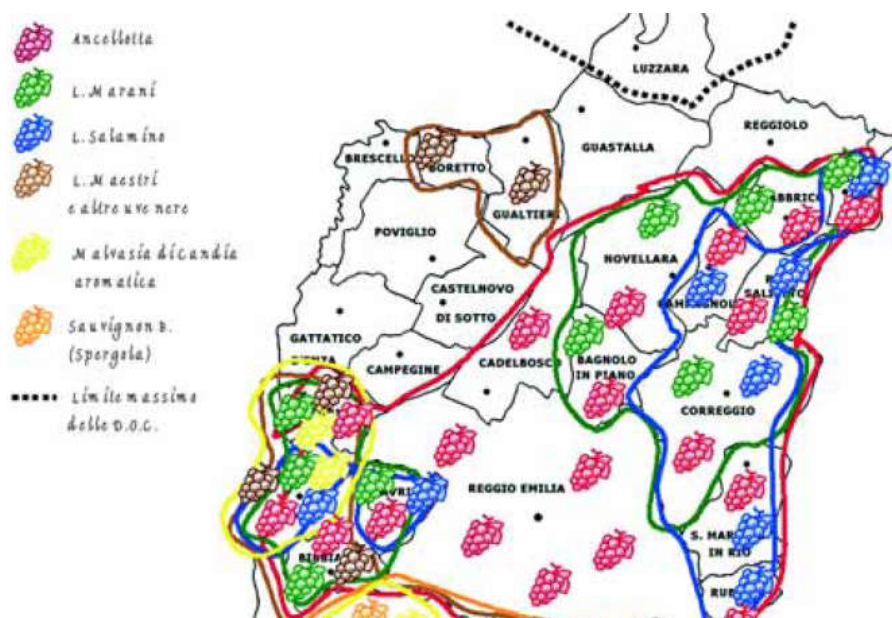 Ancellotta
L. Marani
L. Salamino
L. Maestri
e altre uve nere
Malvasia di candia
aromatica
Sauvignon B.
(Spergola)
Limite massimo
delle D.O.C.
LUZZARA
REGGIOLO
GUASTALLA
BRESCELLO
BORETTO
GUALTIERI
POVIGLIO
NOVELLARA
CASTELNOVO
DI SOTTO
GATTATICO
CAMPEGINE
CADELBOSCO
BAGNOLO
IN PIANO
CORREGGIO
REGGIO EMILIA
S. MAR
IN RIO